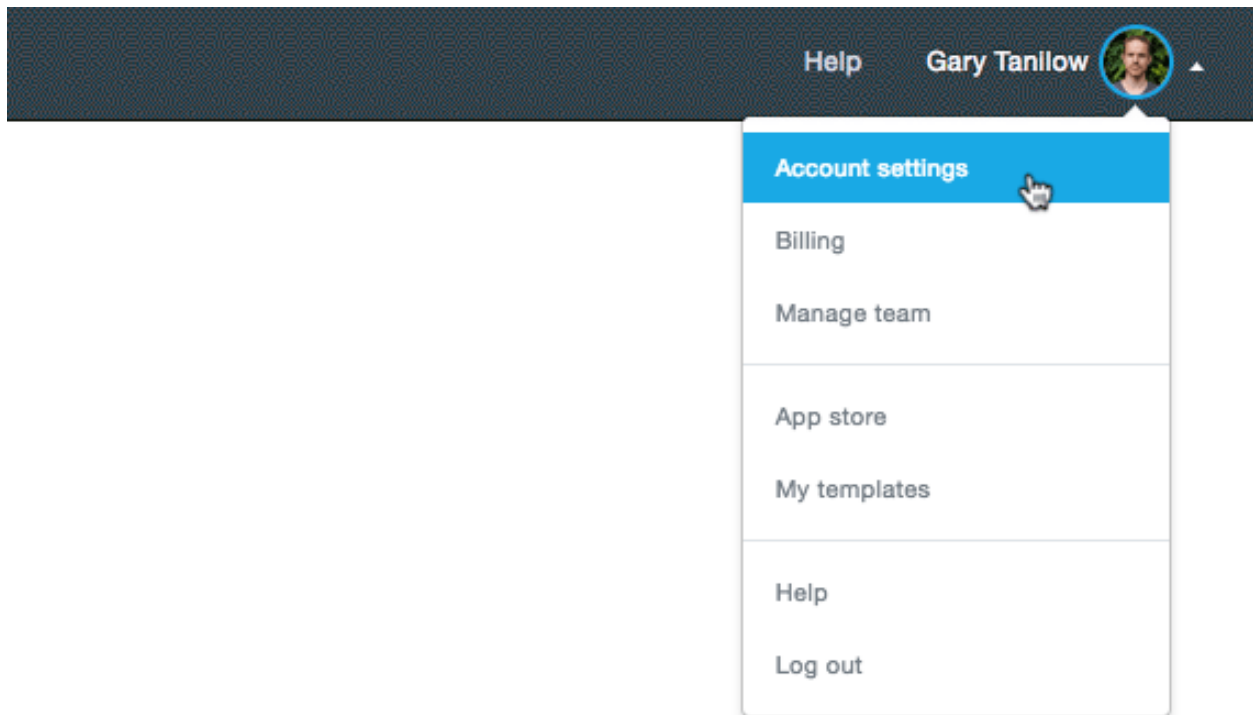 Help Gary Tanilow
Account settings
Billing
Manage team
App store
My templates
Help
Log out